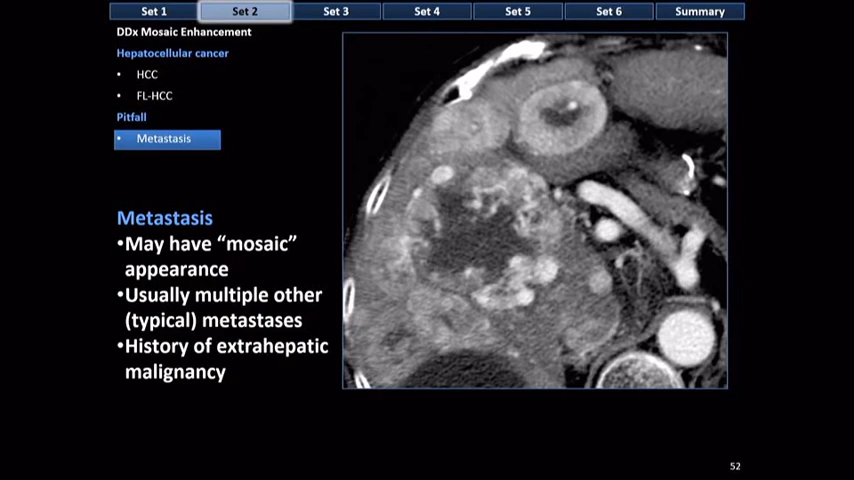 Set 1
Set 2
Set 3
Set 4
Set 5
Set 6
Summary
DDx Mosaic Enhancement
Hepatocellular cancer
• HCC
• FL-HCC
Pitfall
• Metastasis
Metastasis
•May have “mosaic”
appearance
•Usually multiple other
(typical) metastases
•History of extrahepatic
malignancy
52